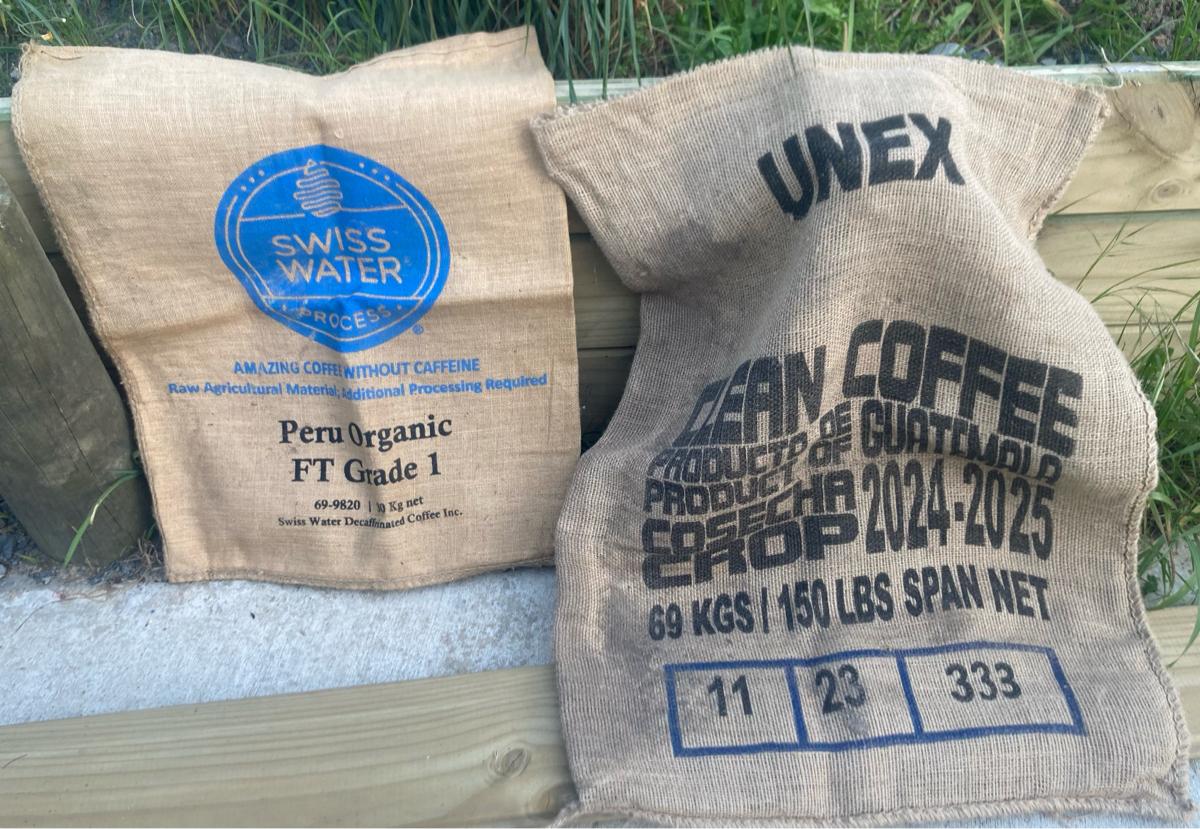 SWISS
WATER
PROCESS
®
AMAZING COFFEE WITHOUT CAFFEINE
Raw Agricultural Material, Additional Processing Required
Peru Organic
FT Grade 1
69-9820 | 30 Kg net
Swiss Water Decaffeinated Coffee Inc.
UNEX
CLEAN COFFEE
PRODUCTO DE GUATEMALA
PRODUCT OF
COSECHA 2024-2025
CROP
69 KGS / 150 LBS SPAN NET
11 23 333